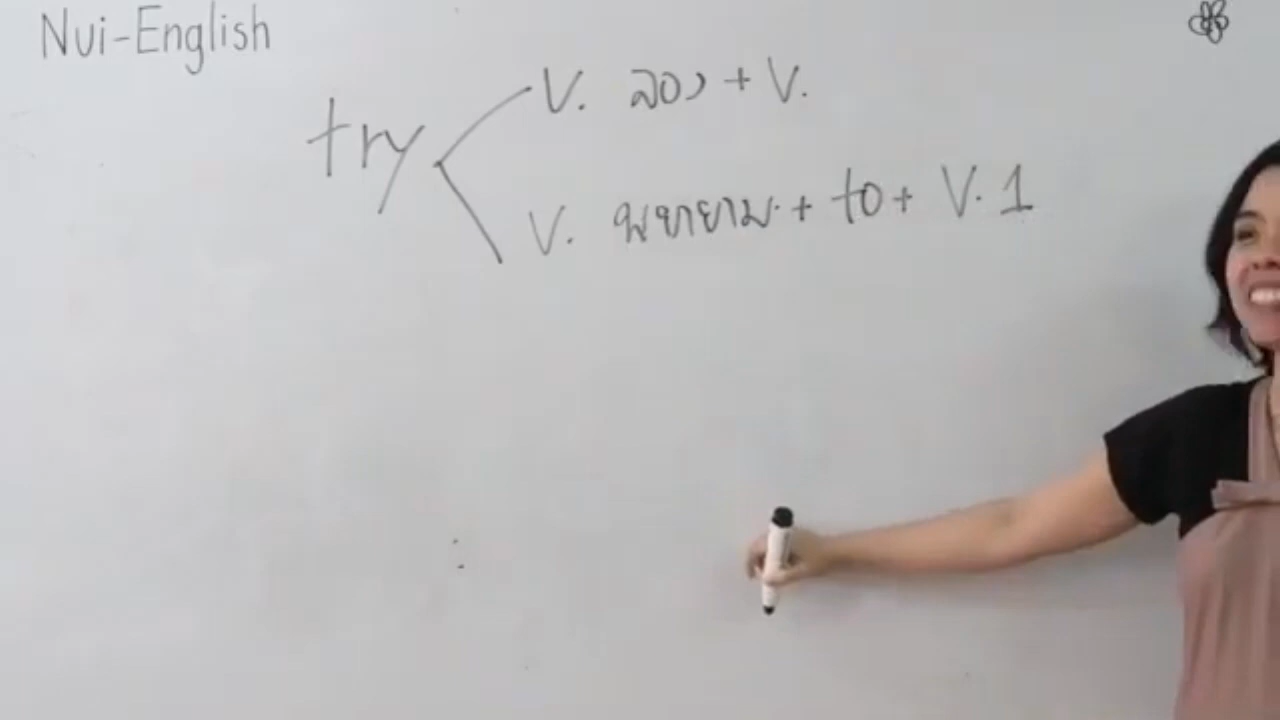 Nui-English
try
V. ลอง + V.
V. พยายาม + to + V.1